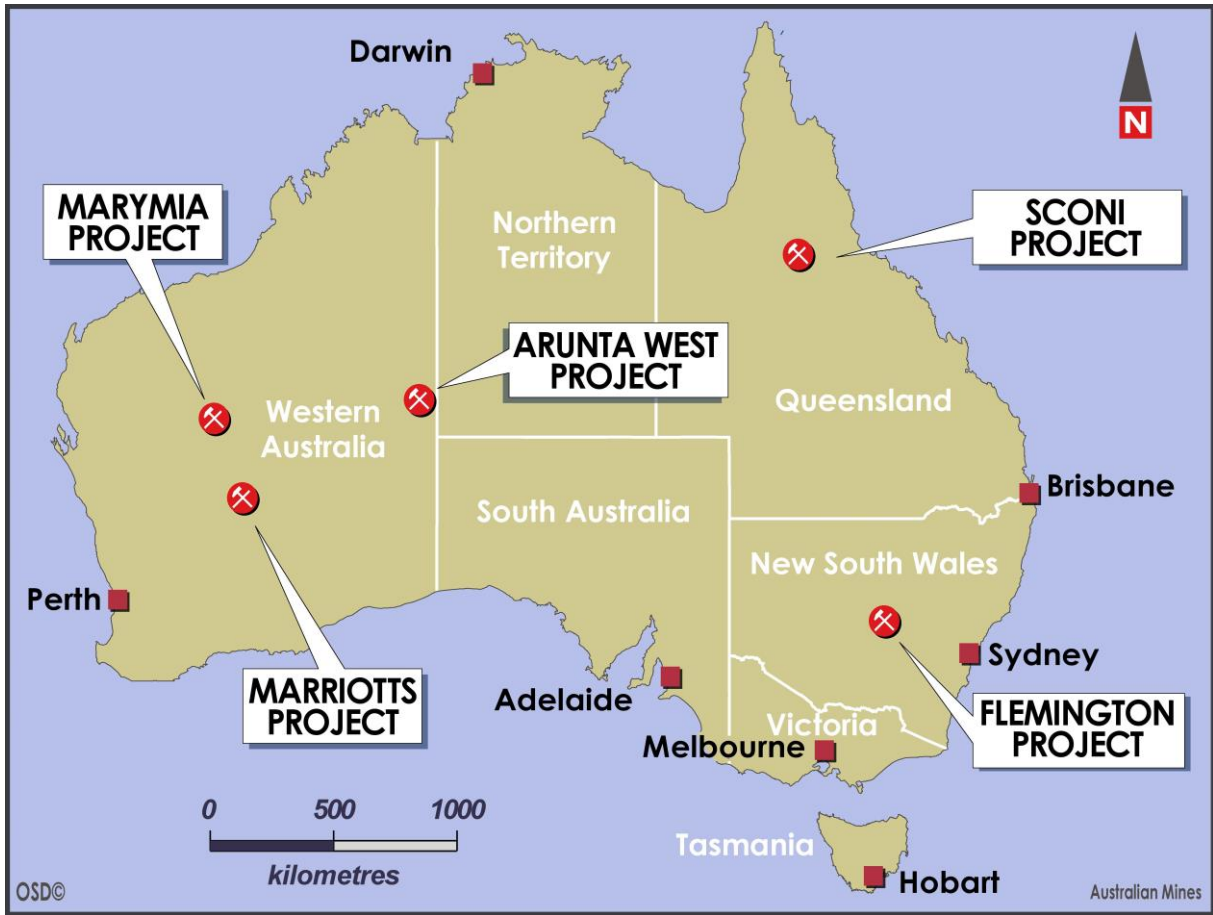 Darwin
N
MARYMIA
PROJECT
Northern
Territory
SCONI
PROJECT
ARUNTA WEST
PROJECT
Western
Australia
Queensland
South Australia
Brisbane
New South Wales
Perth
Sydney
MARRIOTTS
PROJECT
Adelaide
Victoria
Melbourne
FLEMINGTON
PROJECT
0 500 1000
kilometres
Tasmania
Hobart
OSD©
Australian Mines